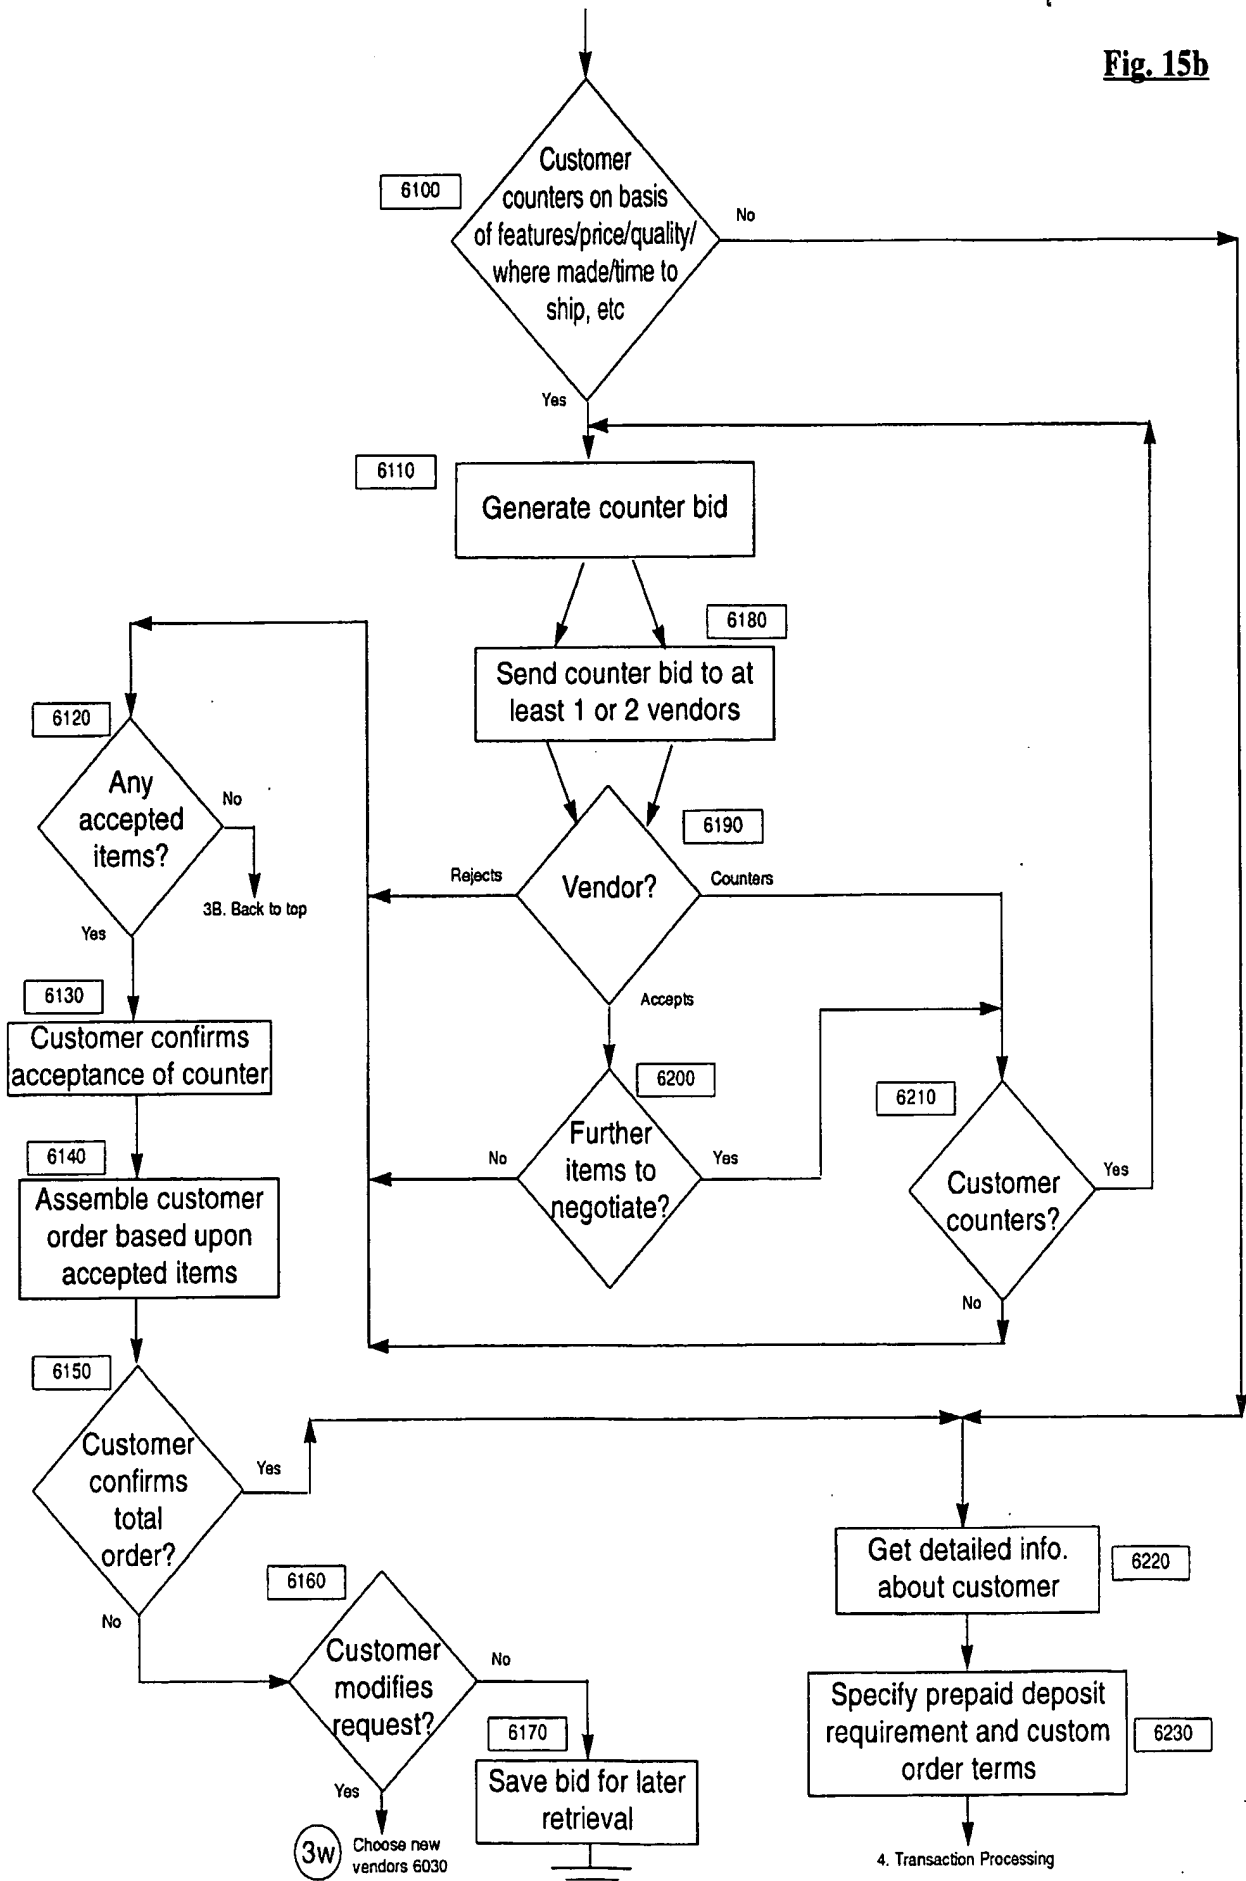 Fig. 15b
6100
Customer
counters on basis
of features/price/quality/
where made/time to
ship, etc
No
Yes
6110
Generate counter bid
6180
Send counter bid to at
least 1 or 2 vendors
6120
Any
accepted
items?
No
3B. Back to top
Yes
6190
Vendor?
Rejects
Counters
Accepts
6130
Customer confirms
acceptance of counter
6200
Further
items to
negotiate?
No
Yes
6210
Customer
counters?
Yes
No
6140
Assemble customer
order based upon
accepted items
6150
Customer
confirms
total
order?
Yes
No
6160
Customer
modifies
request?
No
Yes
3w
Choose new
vendors 6030
6170
Save bid for later
retrieval
Get detailed info.
about customer
6220
Specify prepaid deposit
requirement and custom
order terms
6230
4. Transaction Processing